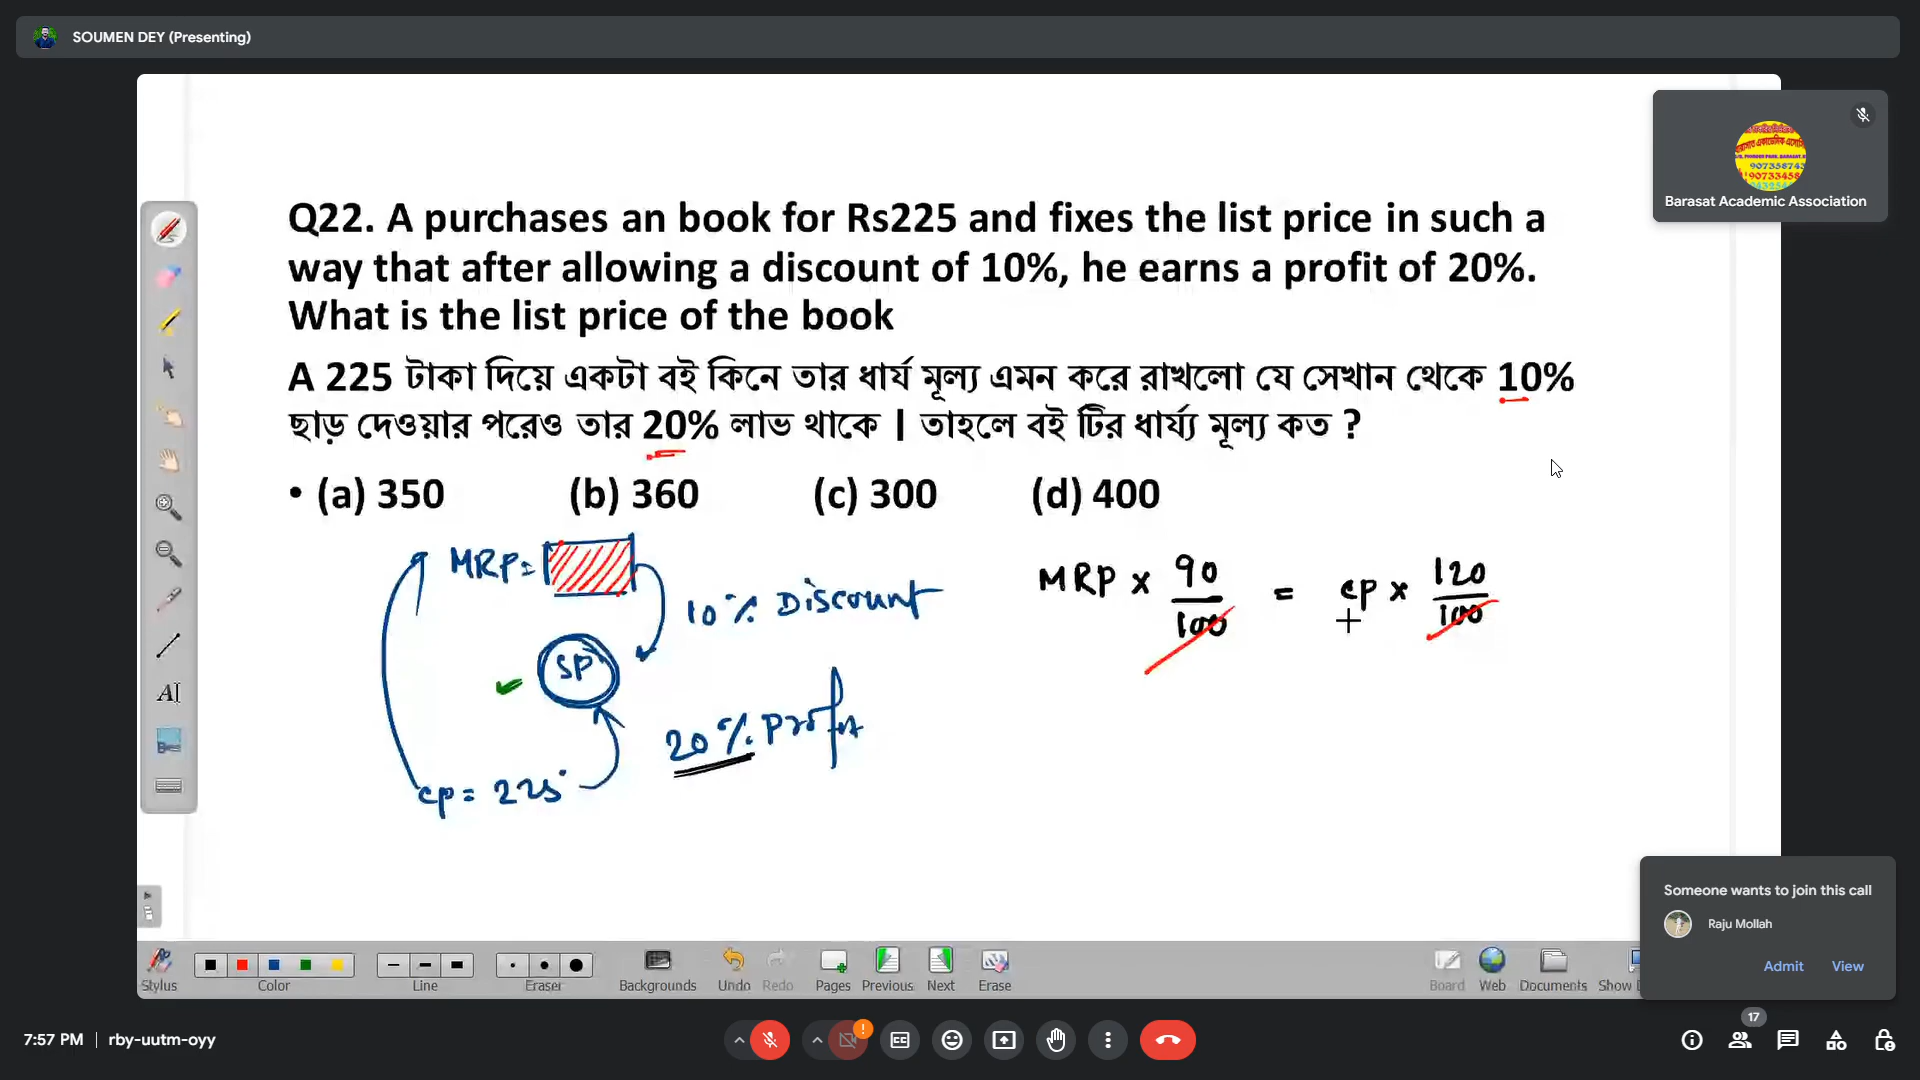 SOUMEN DEY (Presenting)
Barasat Academic Association
Q22. A purchases an book for Rs225 and fixes the list price in such a
way that after allowing a discount of 10%, he earns a profit of 20%.
What is the list price of the book
A 225 টাকা দিয়ে একটা বই কিনে তার ধার্য মূল্য এমন করে রাখলো যে সেখান থেকে 10%
ছাড় দেওয়ার পরেও তার 20% লাভ থাকে | তাহলে বই টির ধার্য্য মূল্য কত ?
• (a) 350 (b) 360 (c) 300 (d) 400
MRP =
10% Discount
SP
20% Profit
cp = 225
MRP × 90/100 = cp × 120/100
Someone wants to join this call
Raju Mollah
Admit View
Stylus Color Line Eraser Backgrounds Undo Redo Pages Previous Next Erase Board Web Documents Show
7:57 PM | rby-uutm-oyy
17